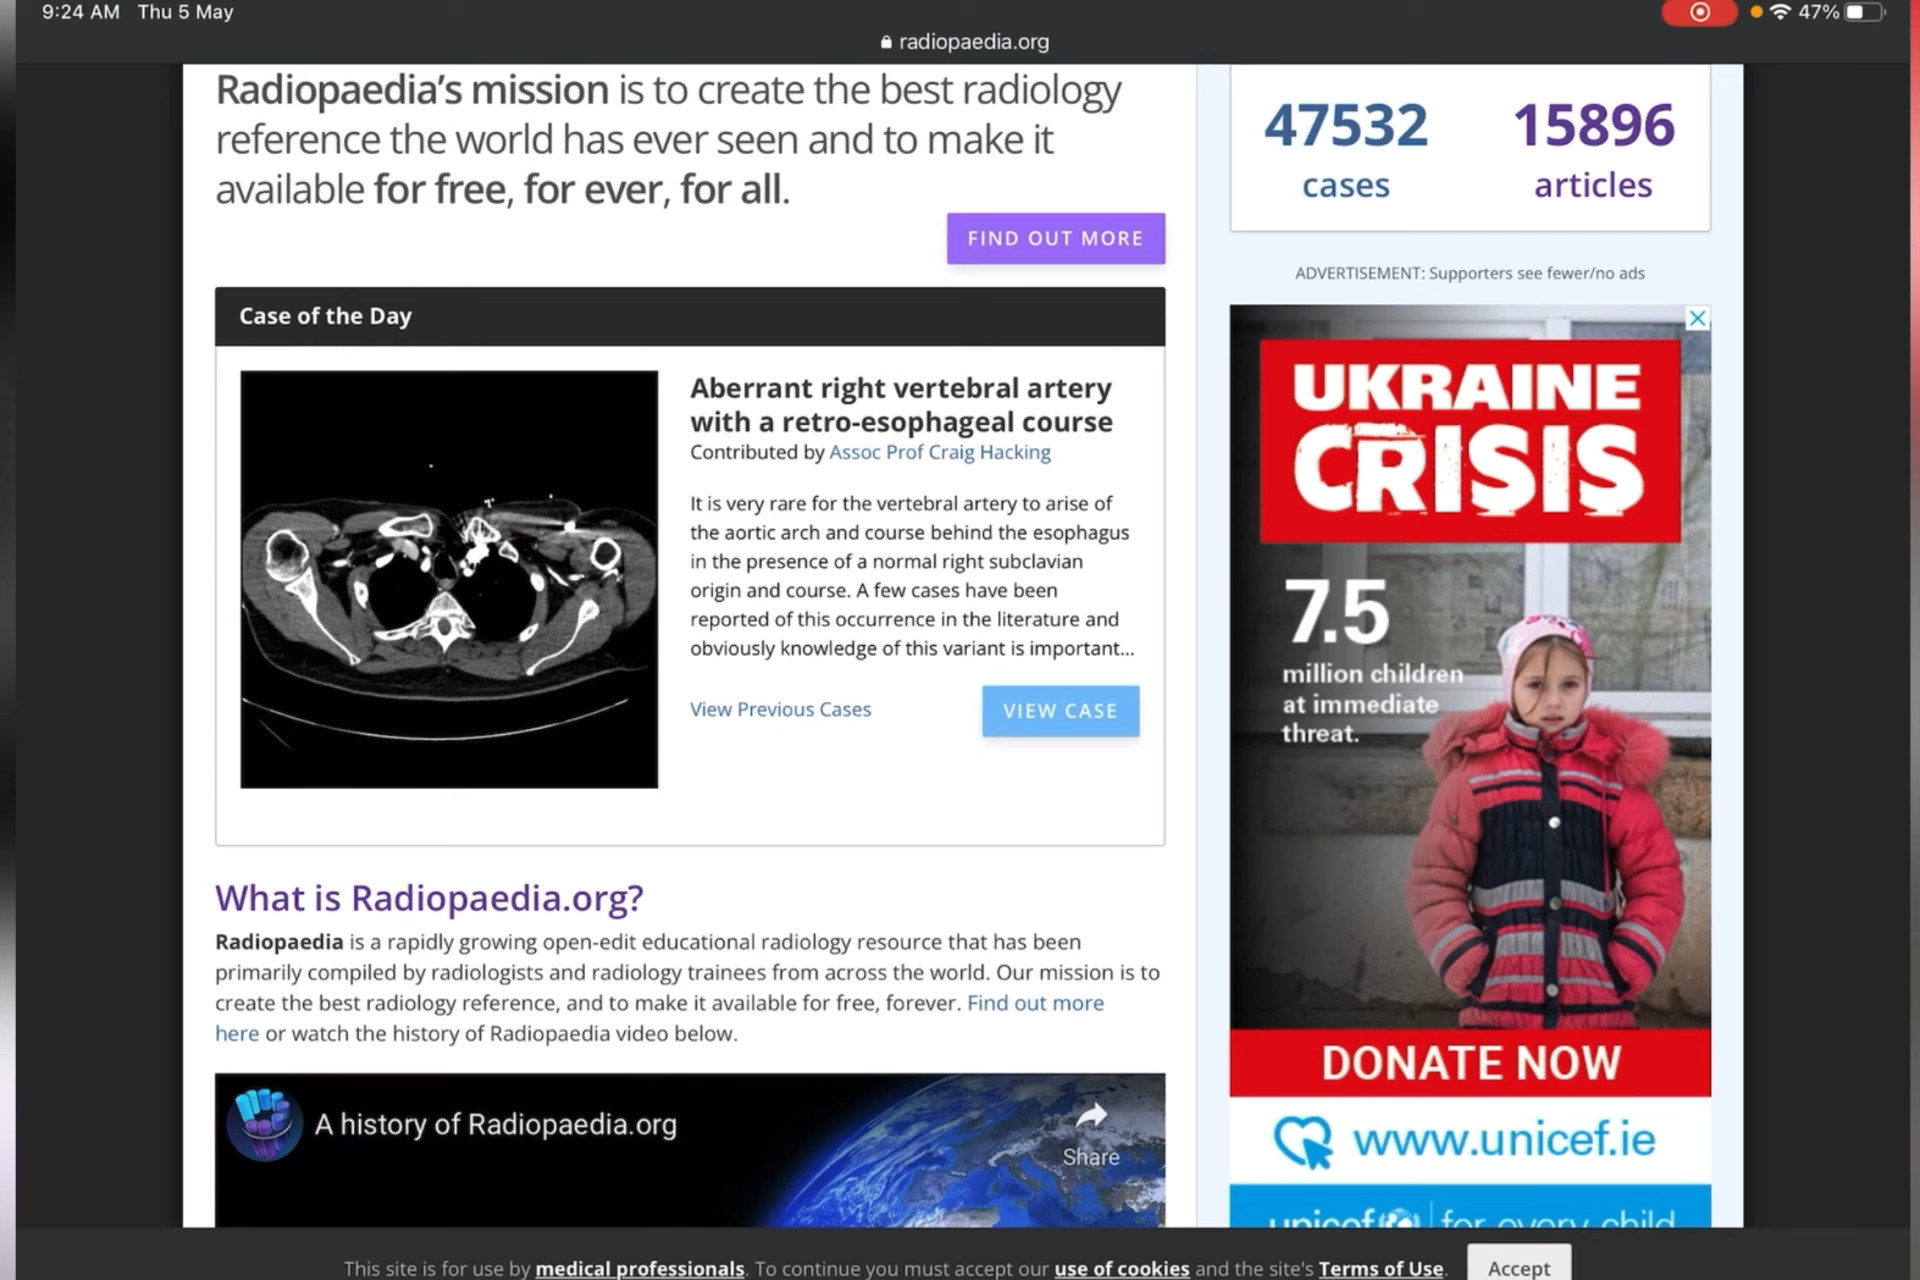 9:24 AM Thu 5 May
47%
radiopaedia.org
Radiopaedia’s mission is to create the best radiology
reference the world has ever seen and to make it
available for free, for ever, for all.
FIND OUT MORE
Case of the Day
Aberrant right vertebral artery
with a retro-esophageal course
Contributed by Assoc Prof Craig Hacking
It is very rare for the vertebral artery to arise of
the aortic arch and course behind the esophagus
in the presence of a normal right subclavian
origin and course. A few cases have been
reported of this occurrence in the literature and
obviously knowledge of this variant is important...
View Previous Cases
VIEW CASE
What is Radiopaedia.org?
Radiopaedia is a rapidly growing open-edit educational radiology resource that has been
primarily compiled by radiologists and radiology trainees from across the world. Our mission is to
create the best radiology reference, and to make it available for free, forever. Find out more
here or watch the history of Radiopaedia video below.
A history of Radiopaedia.org
Share
47532 15896
cases articles
ADVERTISEMENT: Supporters see fewer/no ads
UKRAINE
CRISIS
7.5
million children
at immediate
threat.
DONATE NOW
www.unicef.ie
unicef for every child
This site is for use by medical professionals. To continue you must accept our use of cookies and the site's Terms of Use.
Accept